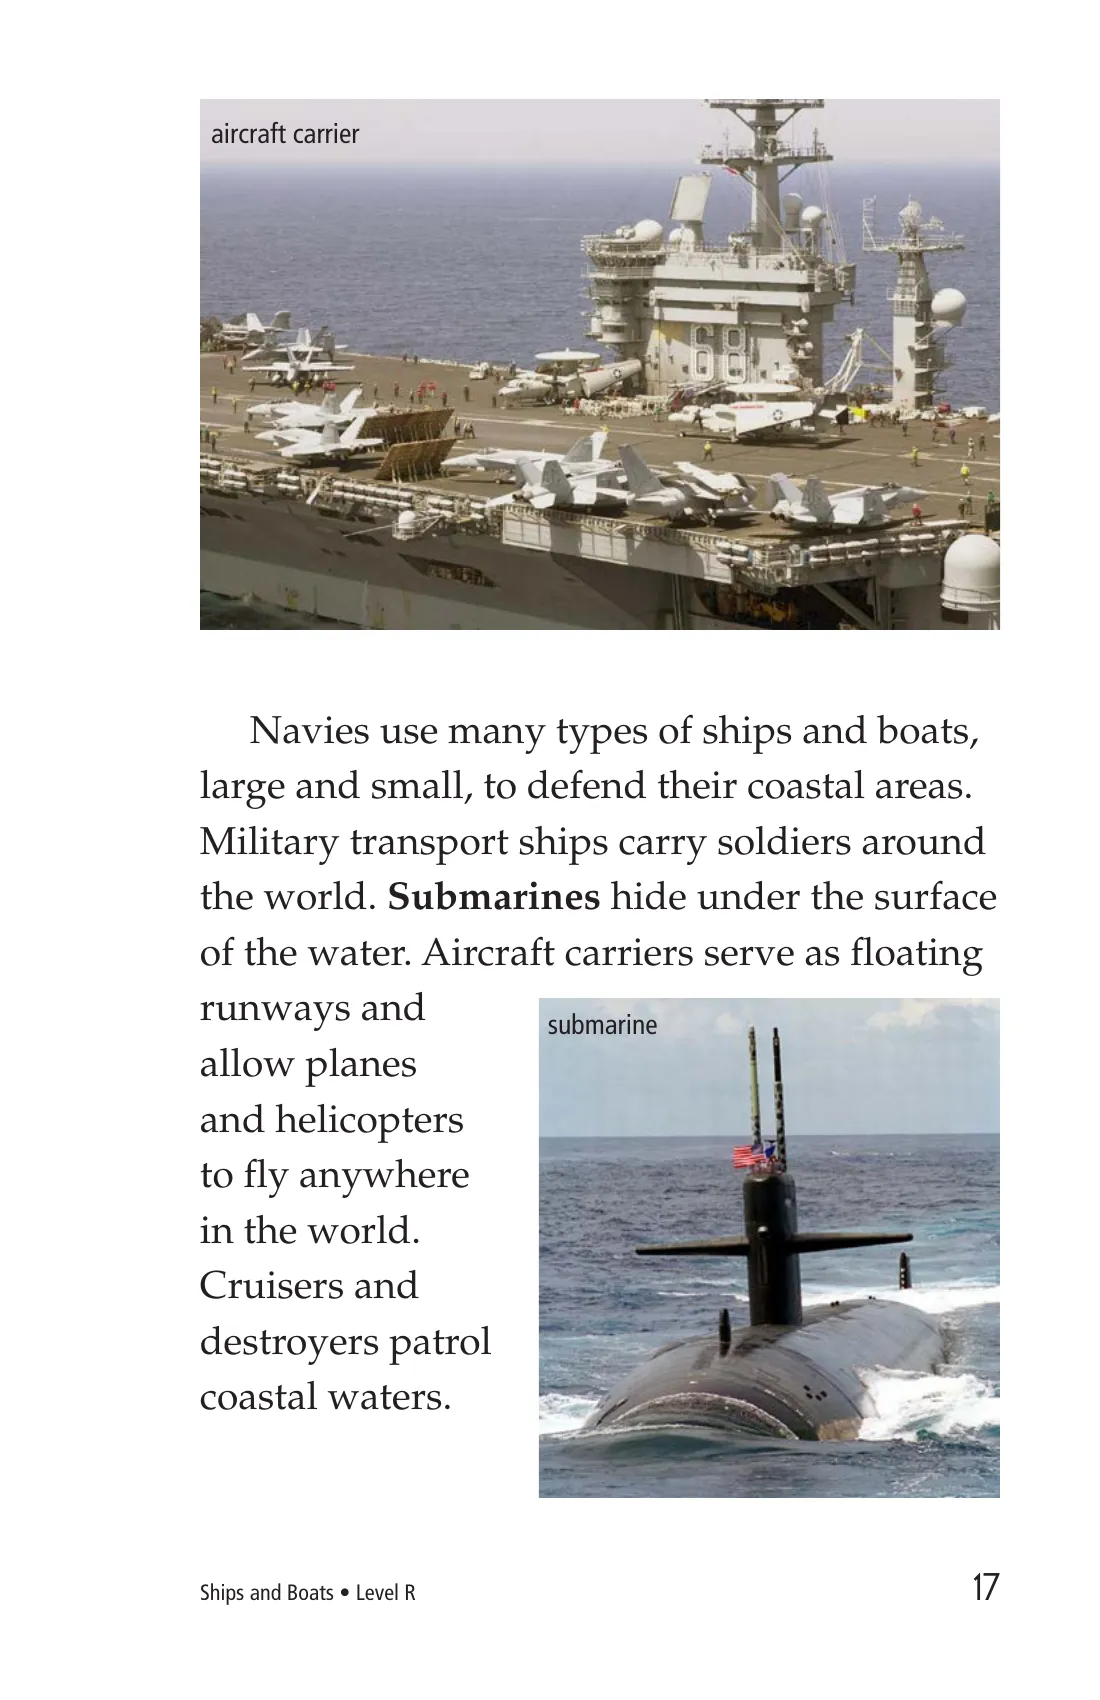 aircraft carrier
68
Navies use many types of ships and boats,
large and small, to defend their coastal areas.
Military transport ships carry soldiers around
the world. Submarines hide under the surface
of the water. Aircraft carriers serve as floating
runways and
allow planes
and helicopters
to fly anywhere
in the world.
Cruisers and
destroyers patrol
coastal waters.
submarine
Ships and Boats • Level R
17